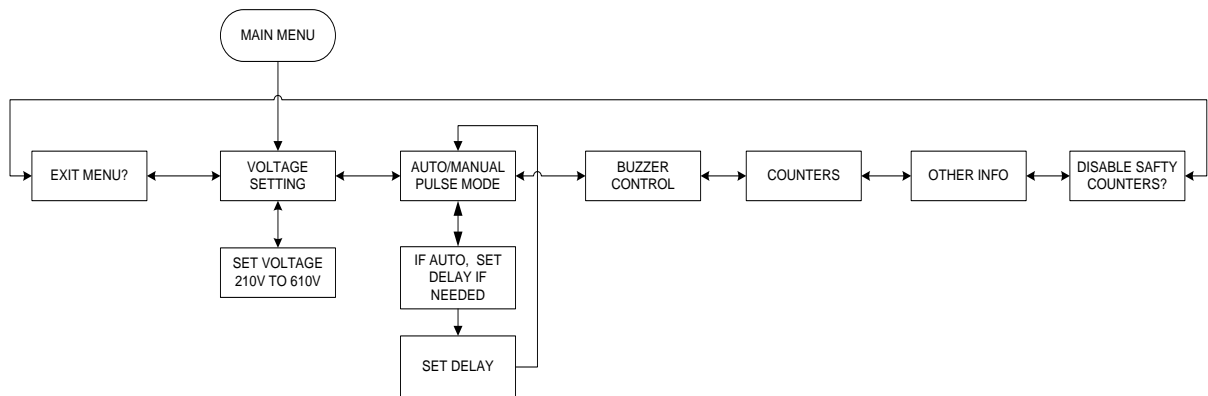 MAIN MENU
EXIT MENU?
VOLTAGE
SETTING
AUTO/MANUAL
PULSE MODE
BUZZER
CONTROL
COUNTERS
OTHER INFO
DISABLE SAFTY
COUNTERS?
SET VOLTAGE
210V TO 610V
IF AUTO, SET
DELAY IF
NEEDED
SET DELAY